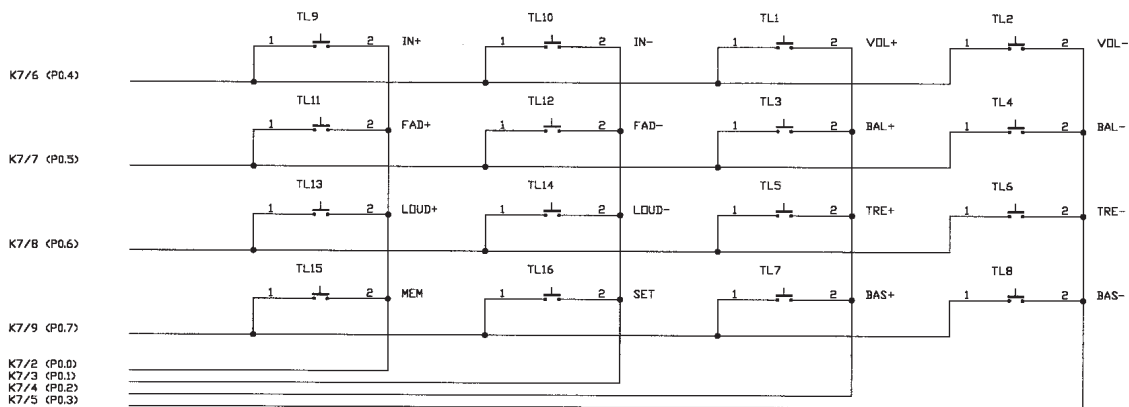 TL9 TL10 TL1 TL2
1 2 IN+ 1 2 IN- 1 2 VOL+ 1 2 VOL-
K7/6 (P0.4)
TL11 TL12 TL3 TL4
1 2 FAD+ 1 2 FAD- 1 2 BAL+ 1 2 BAL-
K7/7 (P0.5)
TL13 TL14 TL5 TL6
1 2 LOUD+ 1 2 LOUD- 1 2 TRE+ 1 2 TRE-
K7/8 (P0.6)
TL15 TL16 TL7 TL8
1 2 MEM 1 2 SET 1 2 BAS+ 1 2 BAS-
K7/9 (P0.7)
K7/2 (P0.0)
K7/3 (P0.1)
K7/4 (P0.2)
K7/5 (P0.3)